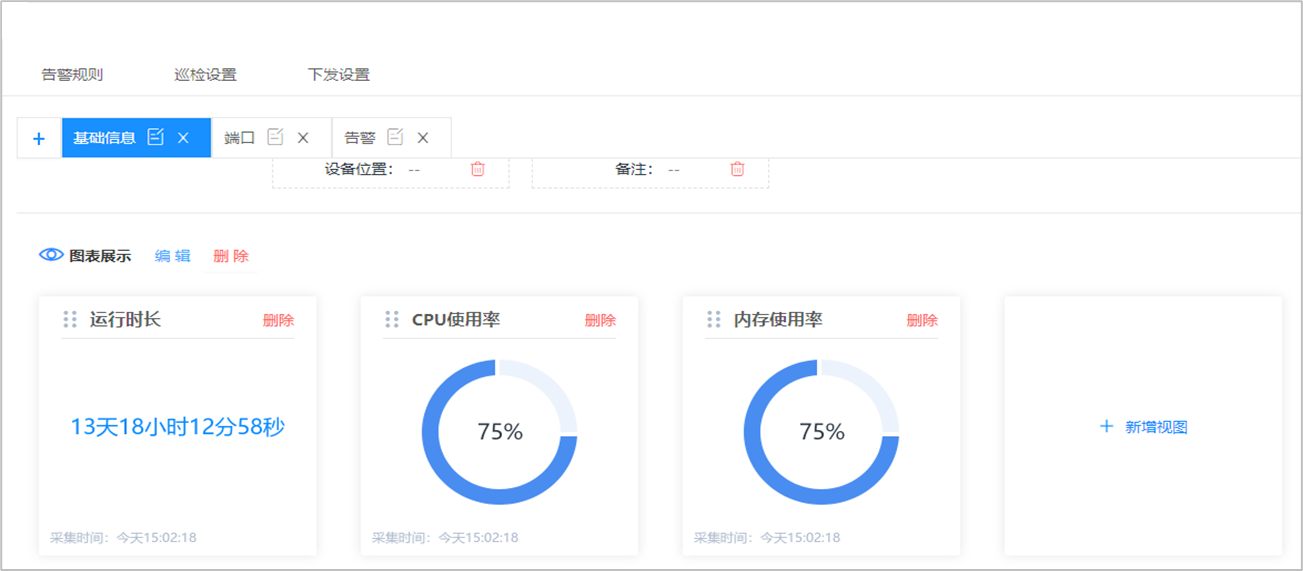 告警规则 巡检设置 下发设置
+ 基础信息 端口 告警
设备位置： -- 备注： --
图表展示 编 辑 删 除
运行时长 删除
13天18小时12分58秒
采集时间：今天15:02:18
CPU使用率 删除
75%
采集时间：今天15:02:18
内存使用率 删除
75%
采集时间：今天15:02:18
+ 新增视图